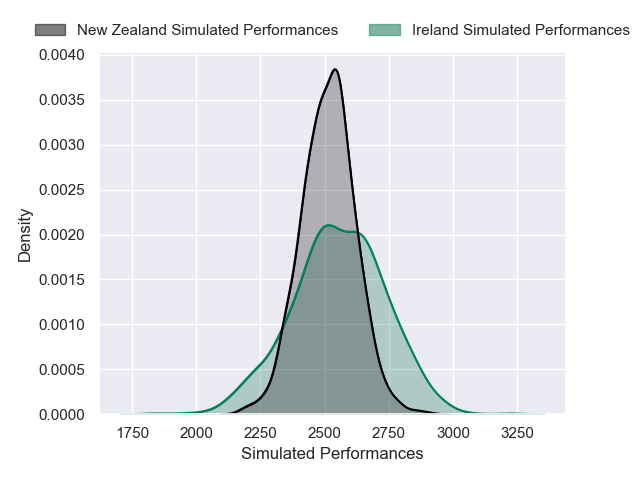 New Zealand Simulated Performances
Ireland Simulated Performances
0.0040
0.0035
0.0030
0.0025
0.0020
0.0015
0.0010
0.0005
0.0000
Density
1750 2000 2250 2500 2750 3000 3250
Simulated Performances